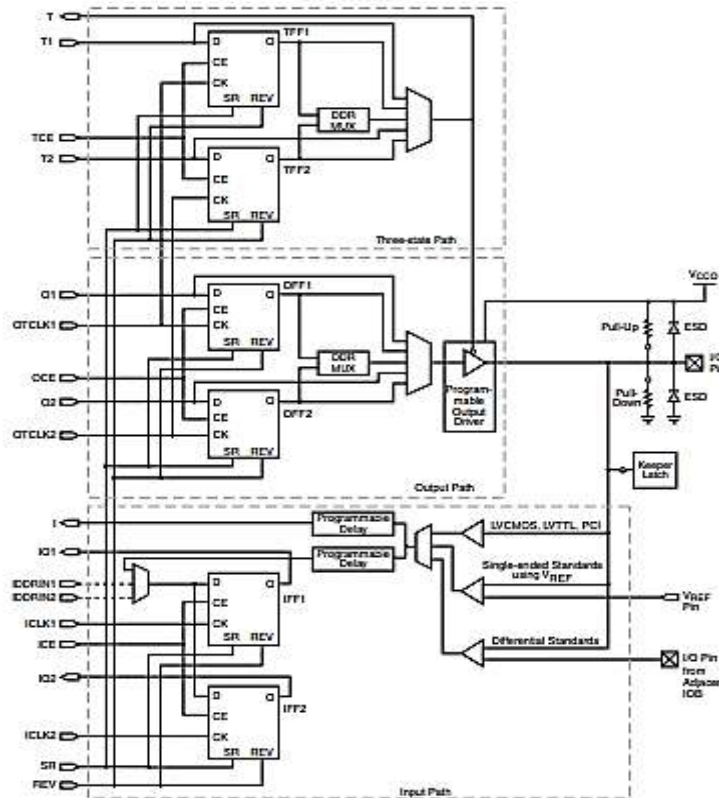 T
T1
TCE
T2
D
Q
TFF1
CE
CK
SR REV
DDR
MUX
D
Q
TFF2
CE
CK
SR REV
Three-state Path
O1
OTCLK1
OCE
O2
OTCLK2
D
Q
OFF1
CE
CK
SR REV
DDR
MUX
D
Q
OFF2
CE
CK
SR REV
Output Path
Programmable
Output
Driver
VCCO
Pull-Up
ESD
I/O
Pull-
Down
ESD
Keeper
Latch
I
IQ1
IDDRIN1
IDDRIN2
ICLK1
ICE
IQ2
ICLK2
SR
REV
Programmable
Delay
Programmable
Delay
LVCMOS, LVTTL, PCI
Single-ended Standards
using VREF
VREF
Pin
Differential Standards
I/O Pin
from
IOB
D
Q
IFF1
CE
CK
SR REV
D
Q
IFF2
CE
CK
SR REV
Input Path